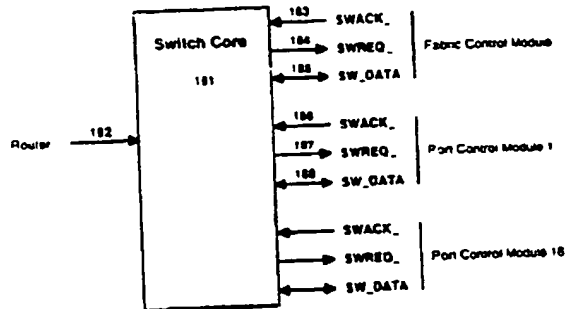 Switch Core
181
Router
182
183
SWACK_
184
SWREQ_
185
SW_DATA
Fabric Control Module
186
SWACK_
187
SWREQ_
188
SW_DATA
Port Control Module 1
SWACK_
SWREQ_
SW_DATA
Port Control Module 16